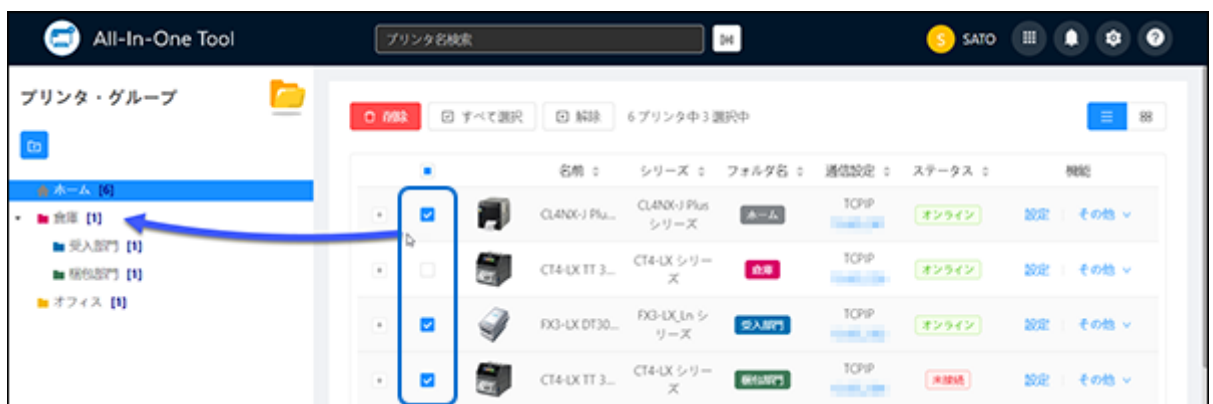 All-In-One Tool
プリンタ名検索
S SATO
プリンタ・グループ
削除 すべて選択 解除 6プリンタ中3選択中
名前 シリーズ フォルダ名 通信設定 ステータス 機能
ホーム [6]
倉庫 [1]
受入部門 [1]
梱包部門 [1]
オフィス [1]
CL4NX-J Plu... CL4NX-J Plus シリーズ ホーム TCPIP オンライン 設定 その他
CT4-LX TT 3... CT4-LX シリーズ 倉庫 TCPIP オンライン 設定 その他
FX3-LX DT30... FX3-LX_Ln シリーズ 受入部門 TCPIP オンライン 設定 その他
CT4-LX TT 3... CT4-LX シリーズ 梱包部門 TCPIP 未接続 設定 その他